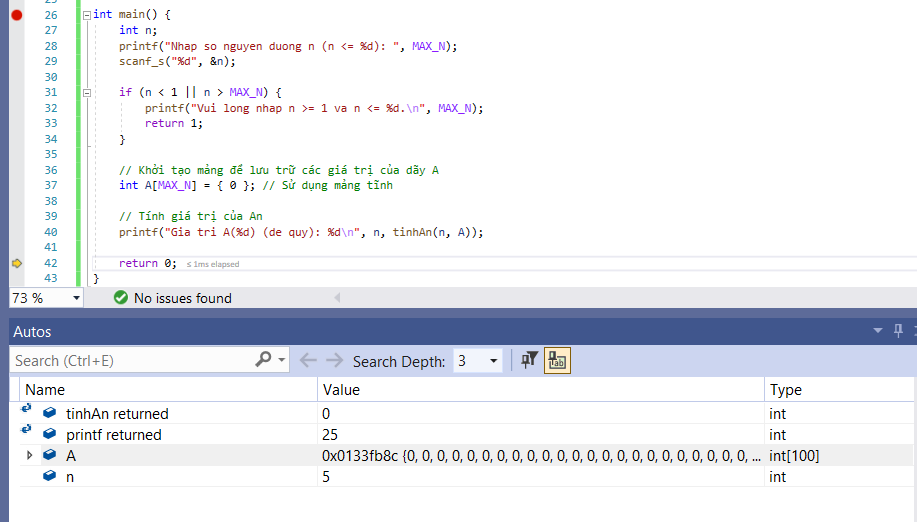 26 int main() {
27 int n;
28 printf("Nhap so nguyen duong n (n <= %d): ", MAX_N);
29 scanf_s("%d", &n);
30
31 if (n < 1 || n > MAX_N) {
32 printf("Vui long nhap n >= 1 va n <= %d.\n", MAX_N);
33 return 1;
34 }
35
36 // Khởi tạo mảng để lưu trữ các giá trị của dãy A
37 int A[MAX_N] = { 0 }; // Sử dụng mảng tĩnh
38
39 // Tính giá trị của An
40 printf("Gia tri A(%d) (de quy): %d\n", n, tinhAn(n, A));
41
42 return 0; ≤ 1ms elapsed
43 }
73 % No issues found
Autos
Search (Ctrl+E) Search Depth: 3
Name Value Type
tinhAn returned 0 int
printf returned 25 int
A 0x0133fb8c {0, 0, 0, 0, 0, 0, 0, 0, 0, 0, 0, 0, 0, 0, 0, 0, 0, 0, 0, 0, 0, 0, 0, ... int[100]
n 5 int